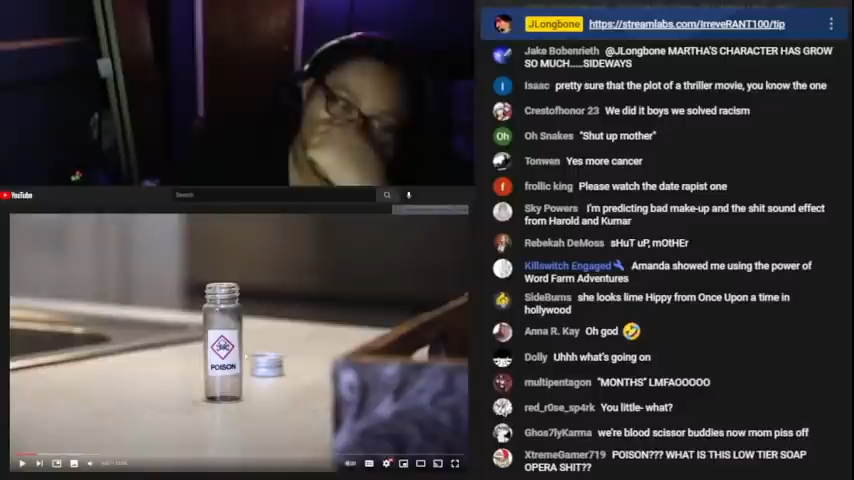 JLongbone https://streamlabs.com/IrreveRANT100/tip
Jake Bobenrieth @JLongbone MARTHA'S CHARACTER HAS GROW
SO MUCH.....SIDEWAYS
Isaac pretty sure that the plot of a thriller movie, you know the one
Crestofhonor 23 We did it boys we solved racism
Oh Oh Snakes "Shut up mother"
Tonwen Yes more cancer
frollic king Please watch the date rapist one
Sky Powers I'm predicting bad make-up and the shit sound effect
from Harold and Kumar
Rebekah DeMoss sHuT uP, mOtHEr
Killswitch Engaged Amanda showed me using the power of
Word Farm Adventures
SideBums she looks lime Hippy from Once Upon a time in
hollywood
Anna R. Kay Oh god 🤣
Dolly Uhhh what's going on
multipentagon "MONTHS" LMFAOOOOO
red_r0se_sp4rk You little- what?
Ghos7lyKarma we're blood scissor buddies now mom piss off
XtremeGamer719 POISON??? WHAT IS THIS LOW TIER SOAP
OPERA SHIT??
YouTube
Search
POISON